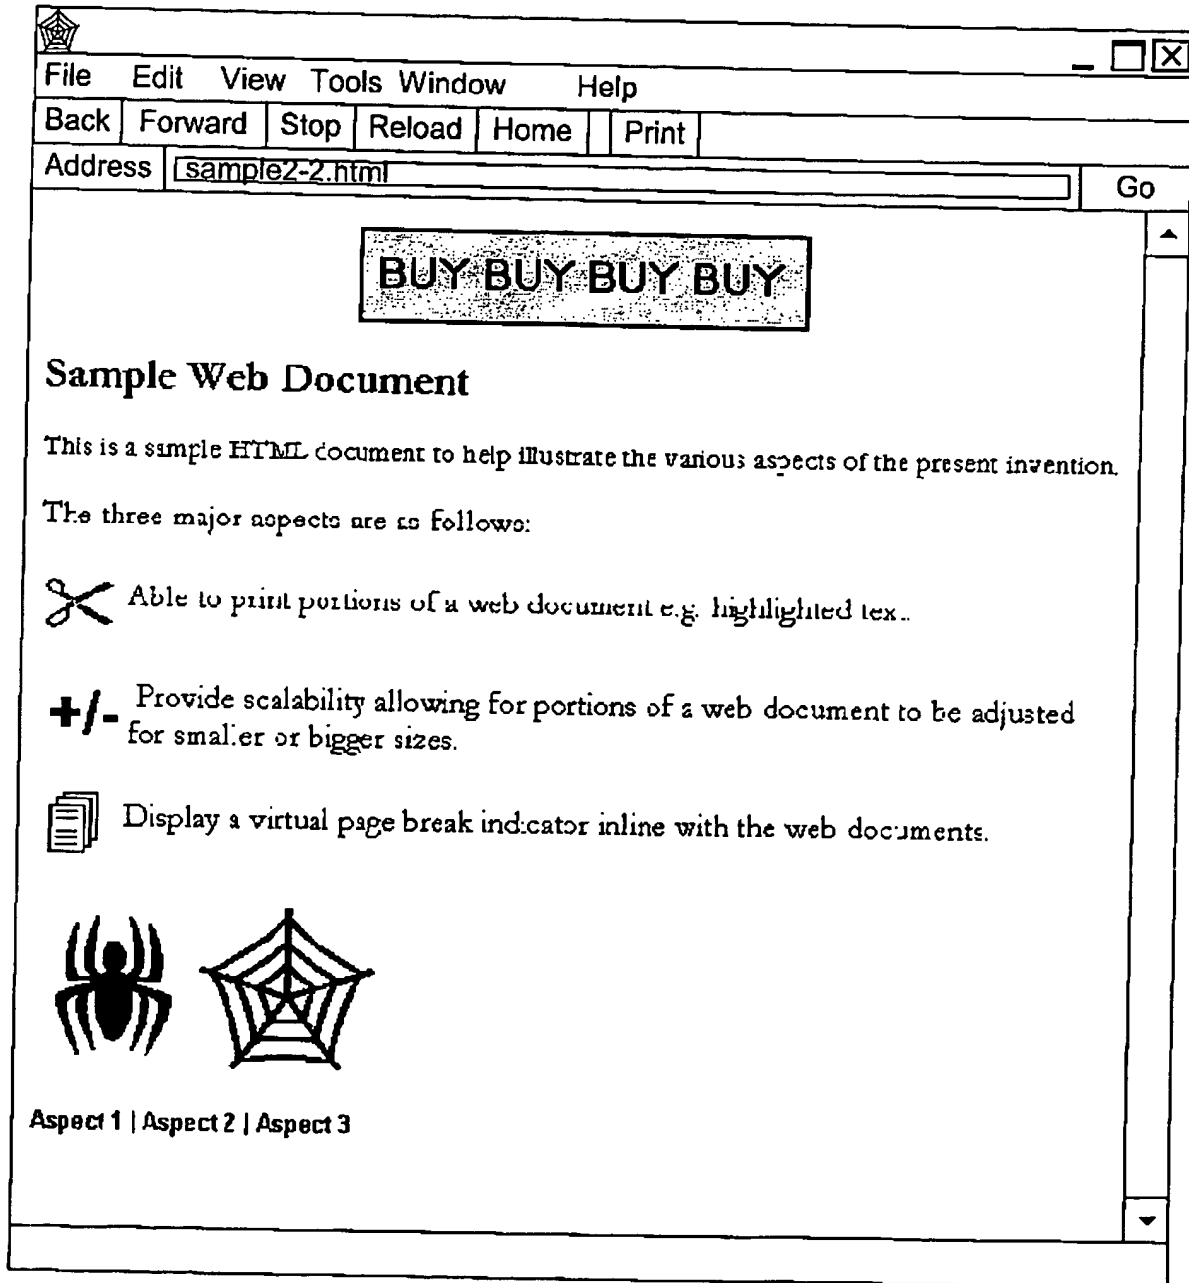 File Edit View Tools Window Help
Back Forward Stop Reload Home Print
Address sample2-2.html Go
BUY BUY BUY BUY
Sample Web Document
This is a sample HTML document to help illustrate the various aspects of the present invention.
The three major aspects are as follows:
Able to print portions of a web document e.g. highlighted text.
+/- Provide scalability allowing for portions of a web document to be adjusted
for smaller or bigger sizes.
Display a virtual page break indicator inline with the web documents.
Aspect 1 | Aspect 2 | Aspect 3